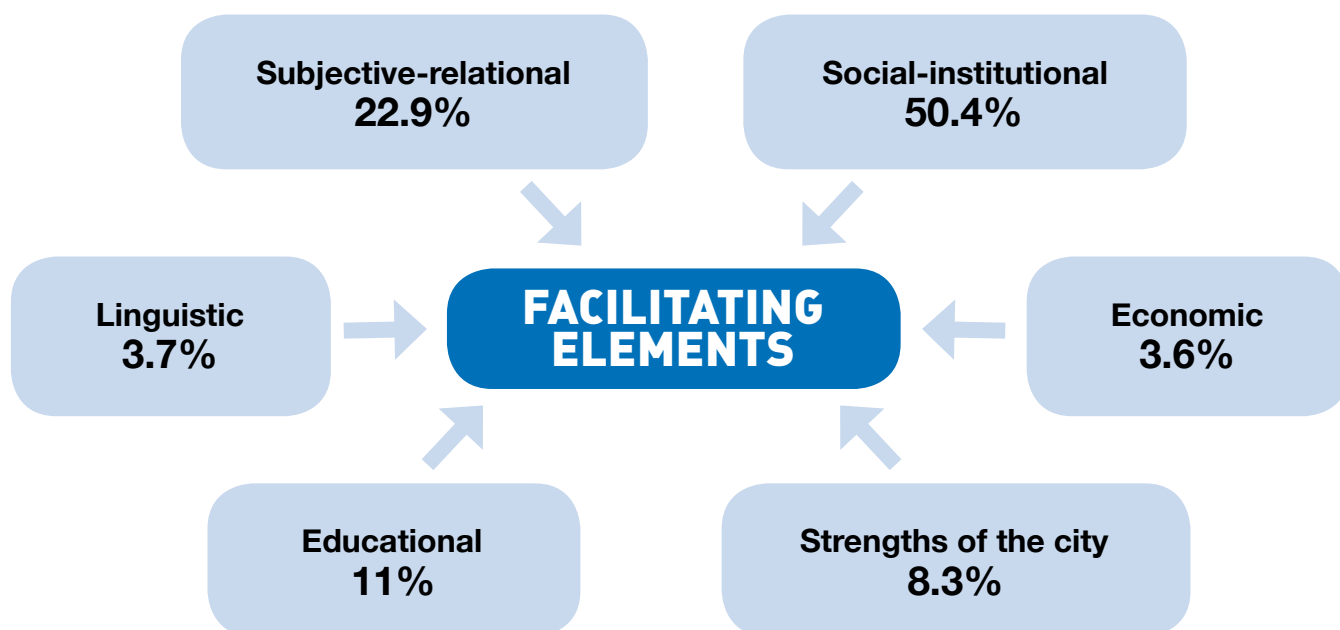 Subjective-relational
22.9%
Social-institutional
50.4%
Linguistic
3.7%
FACILITATING
ELEMENTS
Economic
3.6%
Educational
11%
Strengths of the city
8.3%